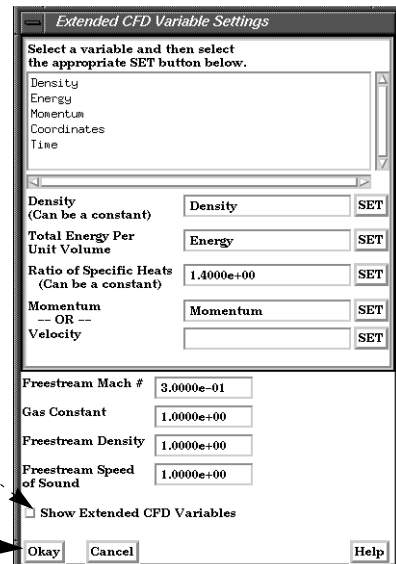 Extended CFD Variable Settings
Select a variable and then select
the appropriate SET button below.
Density
Energy
Momentum
Coordinates
Time
Density
(Can be a constant)
Density
SET
Total Energy Per
Unit Volume
Energy
SET
Ratio of Specific Heats
(Can be a constant)
1.4000e+00
SET
Momentum
-- OR --
Velocity
Momentum
SET
SET
Freestream Mach #
3.0000e-01
Gas Constant
1.0000e+00
Freestream Density
1.0000e+00
Freestream Speed
of Sound
1.0000e+00
Show Extended CFD Variables
Okay
Cancel
Help